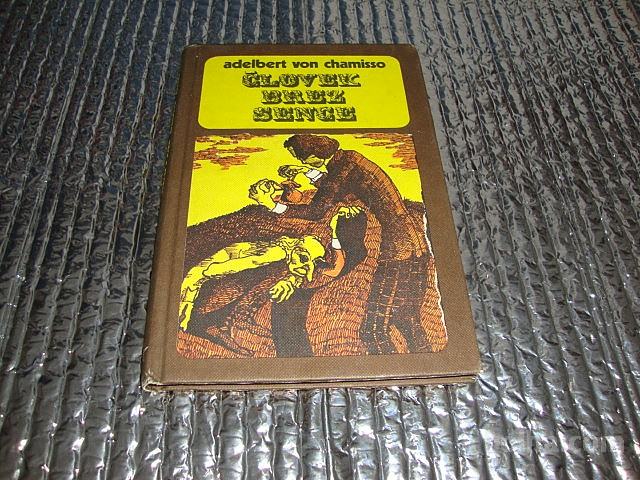 adelbert von chamisso
ČLOVEK
BREZ
SENCE